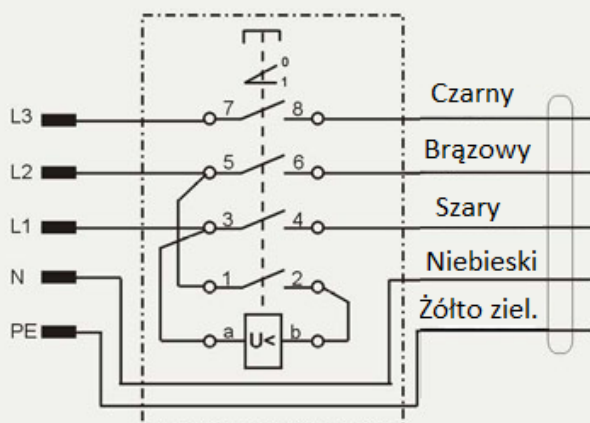 0
1
L3 7 8 Czarny
L2 5 6 Brązowy
L1 3 4 Szary
N 1 2 Niebieski
PE a U< b Żółto ziel.